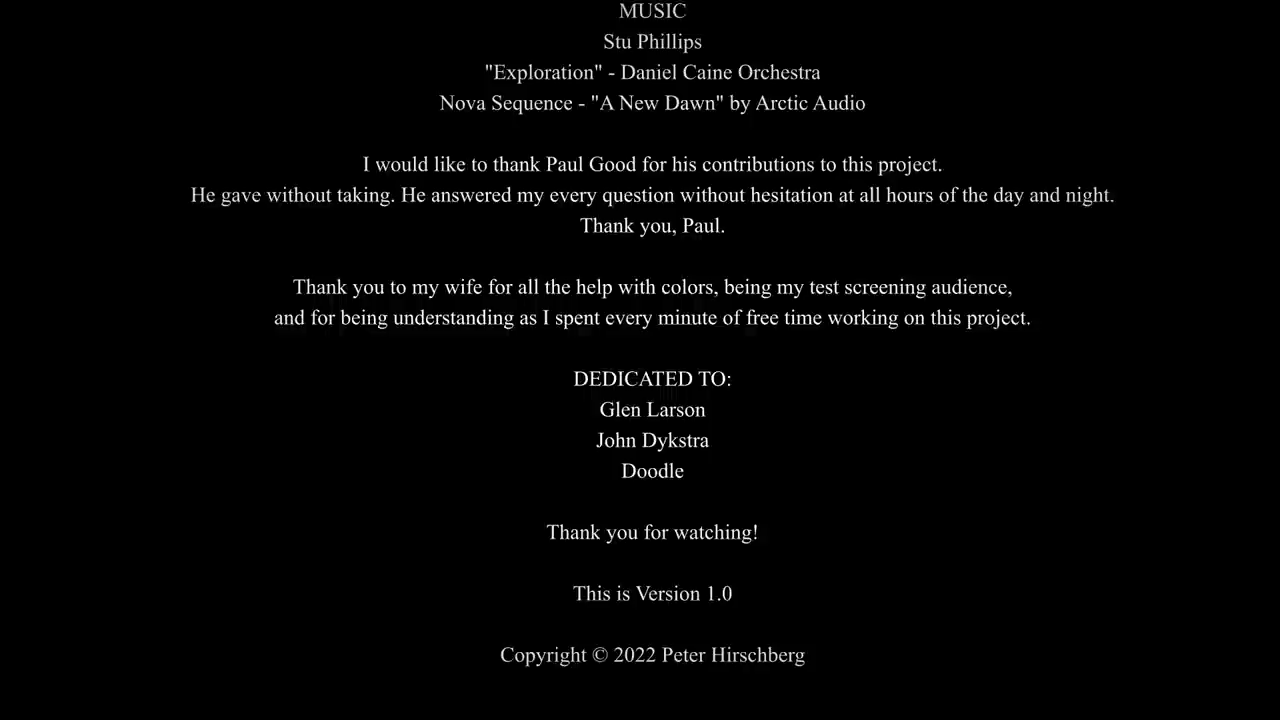 MUSIC
Stu Phillips
"Exploration" - Daniel Caine Orchestra
Nova Sequence - "A New Dawn" by Arctic Audio
I would like to thank Paul Good for his contributions to this project.
He gave without taking. He answered my every question without hesitation at all hours of the day and night.
Thank you, Paul.
Thank you to my wife for all the help with colors, being my test screening audience,
and for being understanding as I spent every minute of free time working on this project.
DEDICATED TO:
Glen Larson
John Dykstra
Doodle
Thank you for watching!
This is Version 1.0
Copyright © 2022 Peter Hirschberg